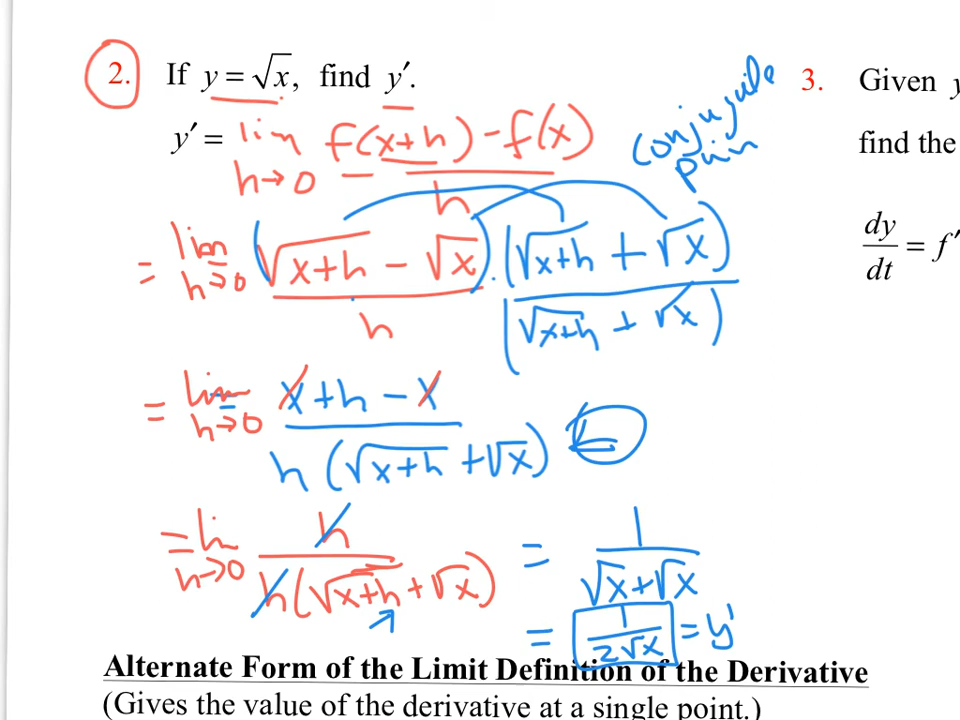 2. If y = √x, find y′.
conjugate pair
3. Given y
find the
y′ = lim h→0 (f(x+h) - f(x)) / h
dy/dt = f′
= lim h→0 (√x+h - √x) / h · (√x+h + √x) / (√x+h + √x)
= lim h→0 (x+h - x) / (h(√x+h + √x))
= lim h→0 h / (h(√x+h + √x)) = 1 / (√x+√x)
= 1 / (2√x) = y′
Alternate Form of the Limit Definition of the Derivative
(Gives the value of the derivative at a single point.)